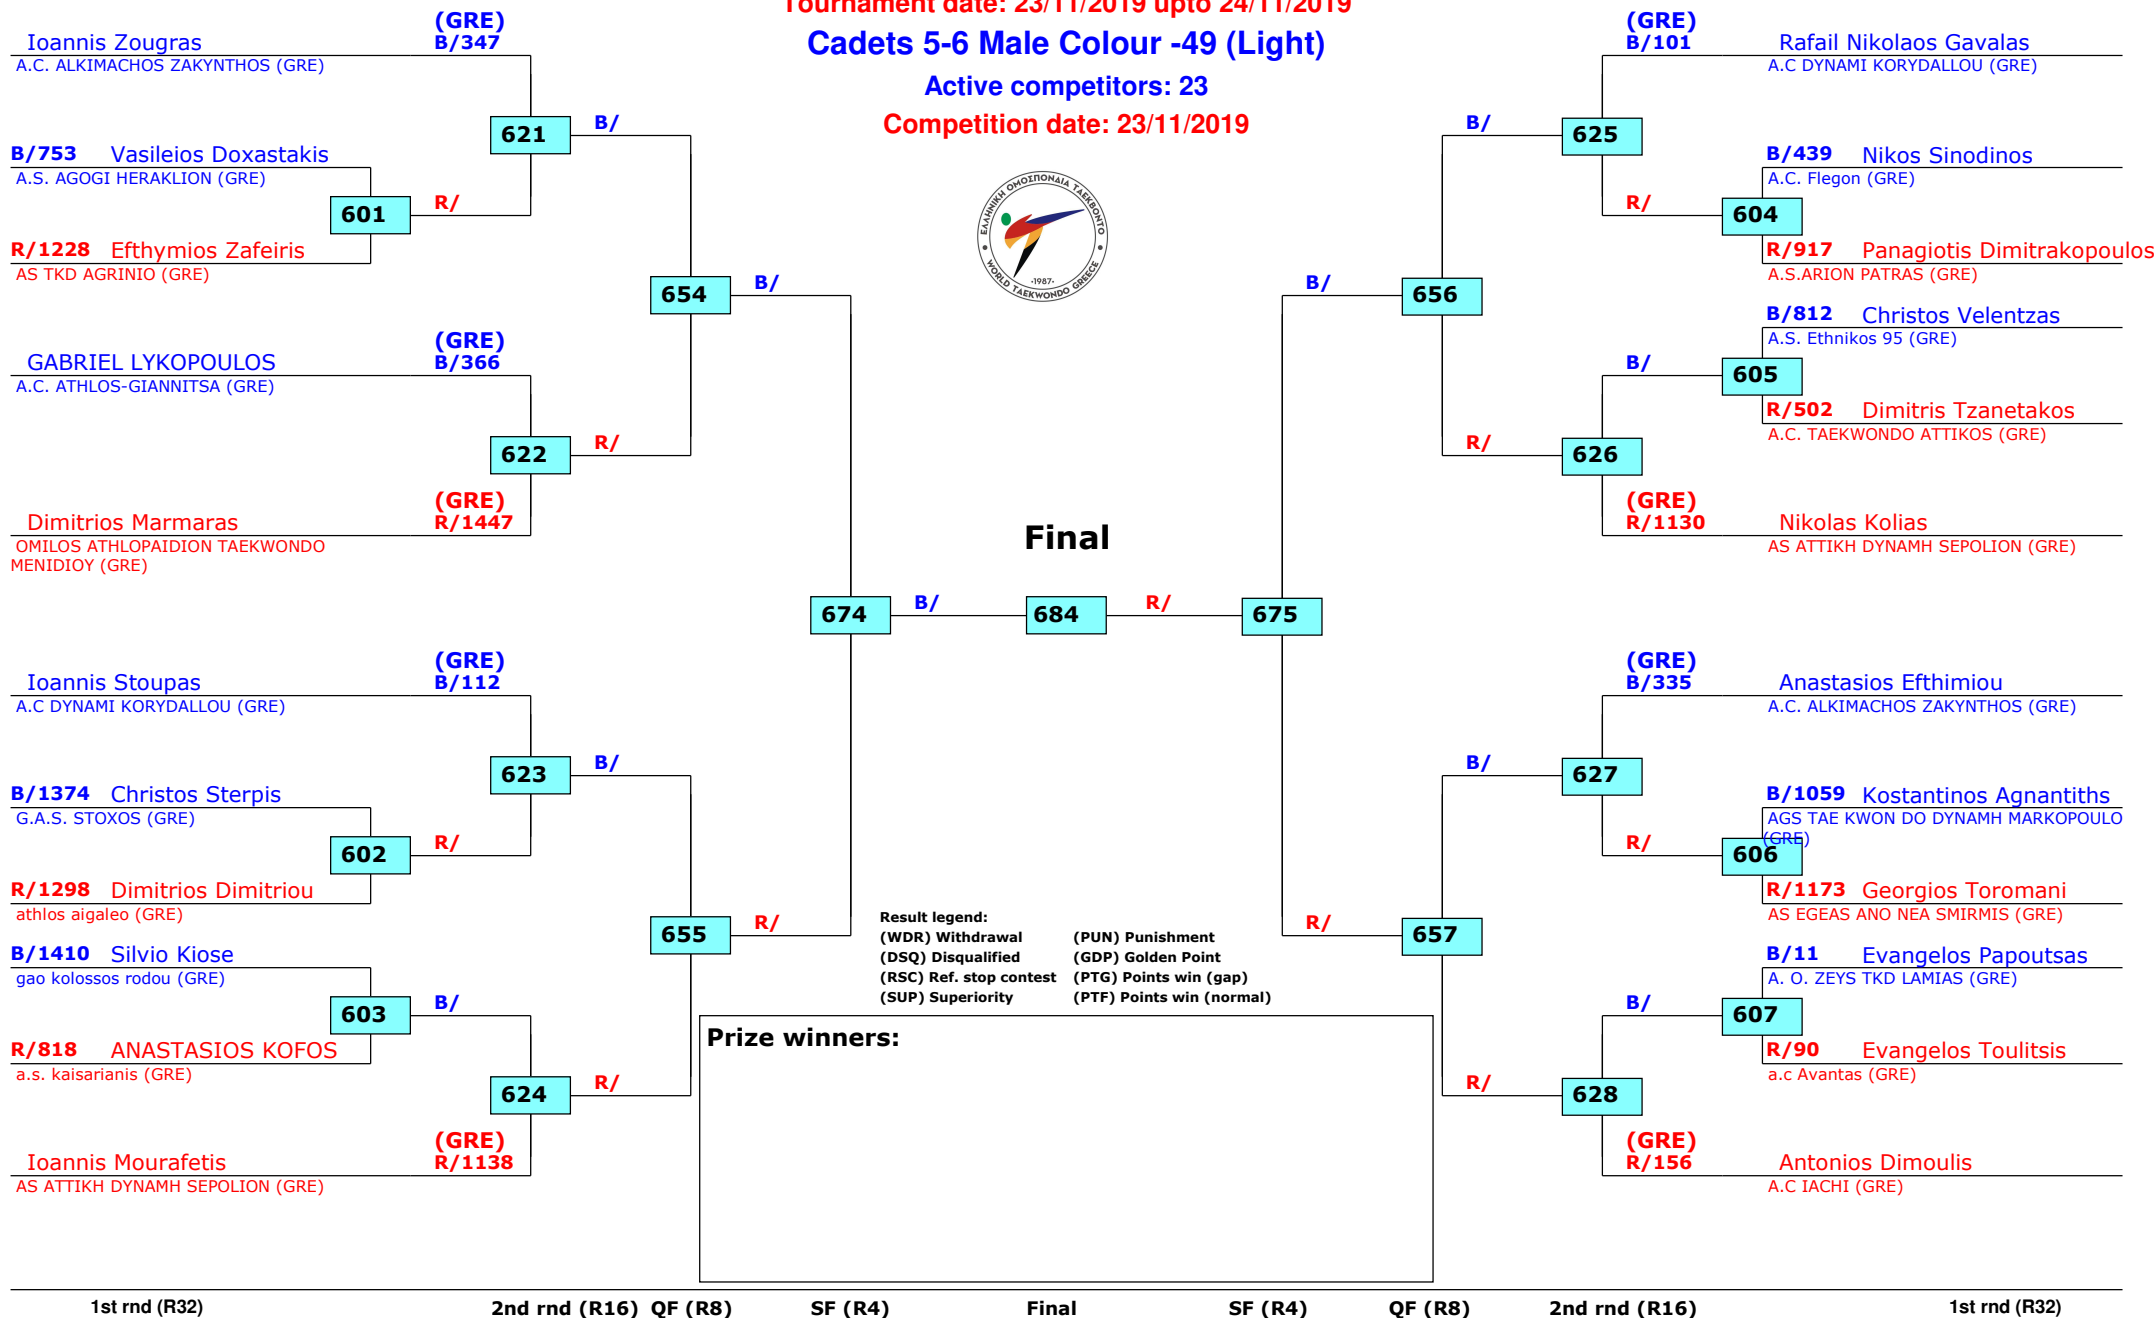 Tournament date: 23/11/2019 upto 24/11/2019
Cadets 5-6 Male Colour -49 (Light)
Active competitors: 23
Competition date: 23/11/2019
ΕΛΛΗΝΙΚΗ ΟΜΟΣΠΟΝΔΙΑ ΤΑΕΚΒΟΝΤΟ
-1987-
WORLD TAEKWONDO GREECE
(GRE)
Ioannis Zougras B/347
A.C. ALKIMACHOS ZAKYNTHOS (GRE)
621 B/
B/753 Vasileios Doxastakis
A.S. AGOGI HERAKLION (GRE)
601 R/
R/1228 Efthymios Zafeiris
AS TKD AGRINIO (GRE)
654 B/
(GRE)
GABRIEL LYKOPOULOS B/366
A.C. ATHLOS-GIANNITSA (GRE)
622 R/
(GRE)
Dimitrios Marmaras R/1447
OMILOS ATHLOPAIDION TAEKWONDO
MENIDIOY (GRE)
674 B/
(GRE)
Ioannis Stoupas B/112
A.C DYNAMI KORYDALLOU (GRE)
623 B/
B/1374 Christos Sterpis
G.A.S. STOXOS (GRE)
602 R/
R/1298 Dimitrios Dimitriou
athlos aigaleo (GRE)
655 R/
B/1410 Silvio Kiose
gao kolossos rodou (GRE)
603 B/
R/818 ANASTASIOS KOFOS
a.s. kaisarianis (GRE)
624 R/
(GRE)
Ioannis Mourafetis R/1138
AS ATTIKH DYNAMH SEPOLION (GRE)
Final
684
(GRE)
B/101 Rafail Nikolaos Gavalas
A.C DYNAMI KORYDALLOU (GRE)
B/ 625
B/439 Nikos Sinodinos
A.C. Flegon (GRE)
R/ 604
R/917 Panagiotis Dimitrakopoulos
A.S.ARION PATRAS (GRE)
B/ 656
B/812 Christos Velentzas
A.S. Ethnikos 95 (GRE)
B/ 605
R/502 Dimitris Tzanetakos
A.C. TAEKWONDO ATTIKOS (GRE)
R/ 626
(GRE)
R/1130 Nikolas Kolias
AS ATTIKH DYNAMH SEPOLION (GRE)
R/ 675
(GRE)
B/335 Anastasios Efthimiou
A.C. ALKIMACHOS ZAKYNTHOS (GRE)
B/ 627
B/1059 Kostantinos Agnantiths
AGS TAE KWON DO DYNAMH MARKOPOULO
(GRE)
R/ 606
R/1173 Georgios Toromani
AS EGEAS ANO NEA SMIRMIS (GRE)
R/ 657
B/11 Evangelos Papoutsas
A. O. ZEYS TKD LAMIAS (GRE)
B/ 607
R/90 Evangelos Toulitsis
a.c Avantas (GRE)
R/ 628
(GRE)
R/156 Antonios Dimoulis
A.C IACHI (GRE)
Result legend:
(WDR) Withdrawal (PUN) Punishment
(DSQ) Disqualified (GDP) Golden Point
(RSC) Ref. stop contest (PTG) Points win (gap)
(SUP) Superiority (PTF) Points win (normal)
Prize winners:
1st rnd (R32) 2nd rnd (R16) QF (R8) SF (R4) Final SF (R4) QF (R8) 2nd rnd (R16) 1st rnd (R32)